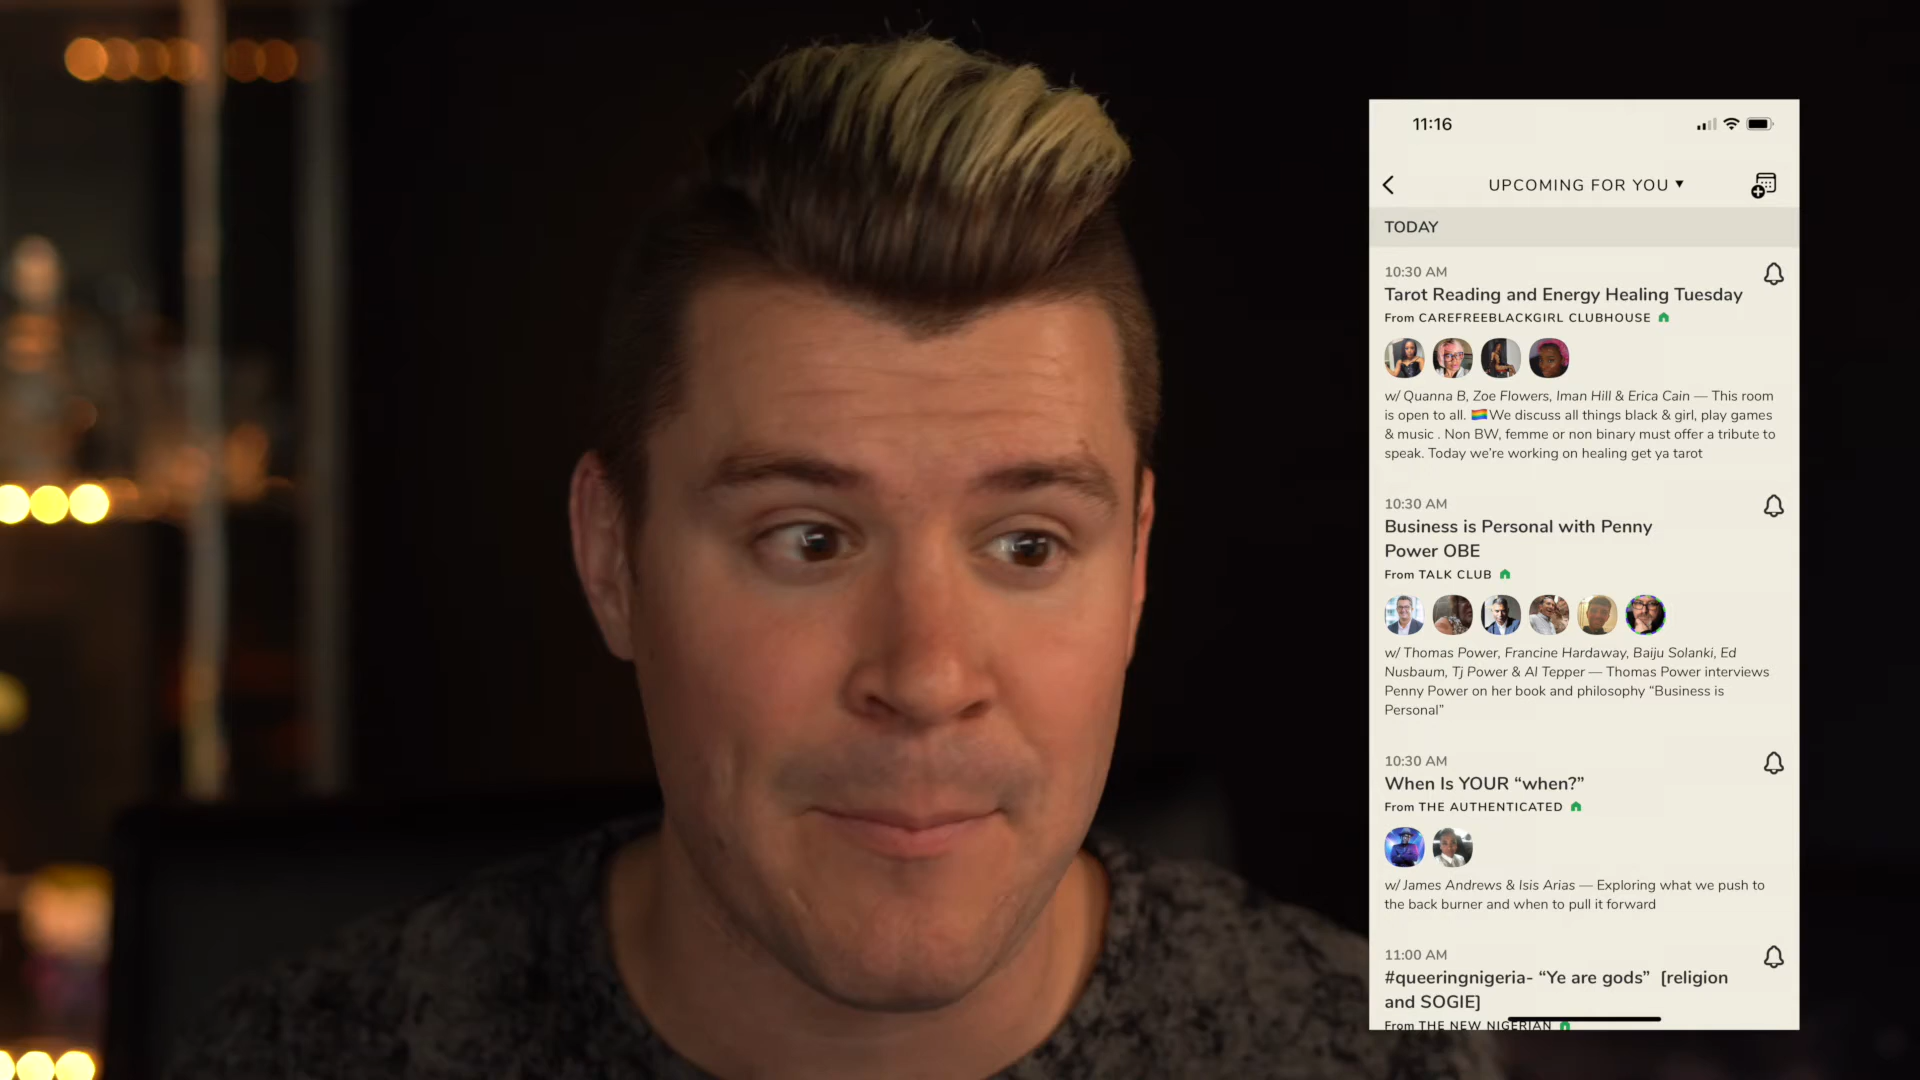 11:16
UPCOMING FOR YOU ▾
TODAY
10:30 AM
Tarot Reading and Energy Healing Tuesday
From CAREFREEBLACKGIRL CLUBHOUSE
w/ Quanna B, Zoe Flowers, Iman Hill & Erica Cain — This room
is open to all. 🏳️‍🌈We discuss all things black & girl, play games
& music . Non BW, femme or non binary must offer a tribute to
speak. Today we’re working on healing get ya tarot
10:30 AM
Business is Personal with Penny
Power OBE
From TALK CLUB
w/ Thomas Power, Francine Hardaway, Baiju Solanki, Ed
Nusbaum, Tj Power & Al Tepper — Thomas Power interviews
Penny Power on her book and philosophy “Business is
Personal”
10:30 AM
When Is YOUR “when?”
From THE AUTHENTICATED
w/ James Andrews & Isis Arias — Exploring what we push to
the back burner and when to pull it forward
11:00 AM
#queeringnigeria- “Ye are gods” [religion
and SOGIE]
From THE NEW NIGERIAN